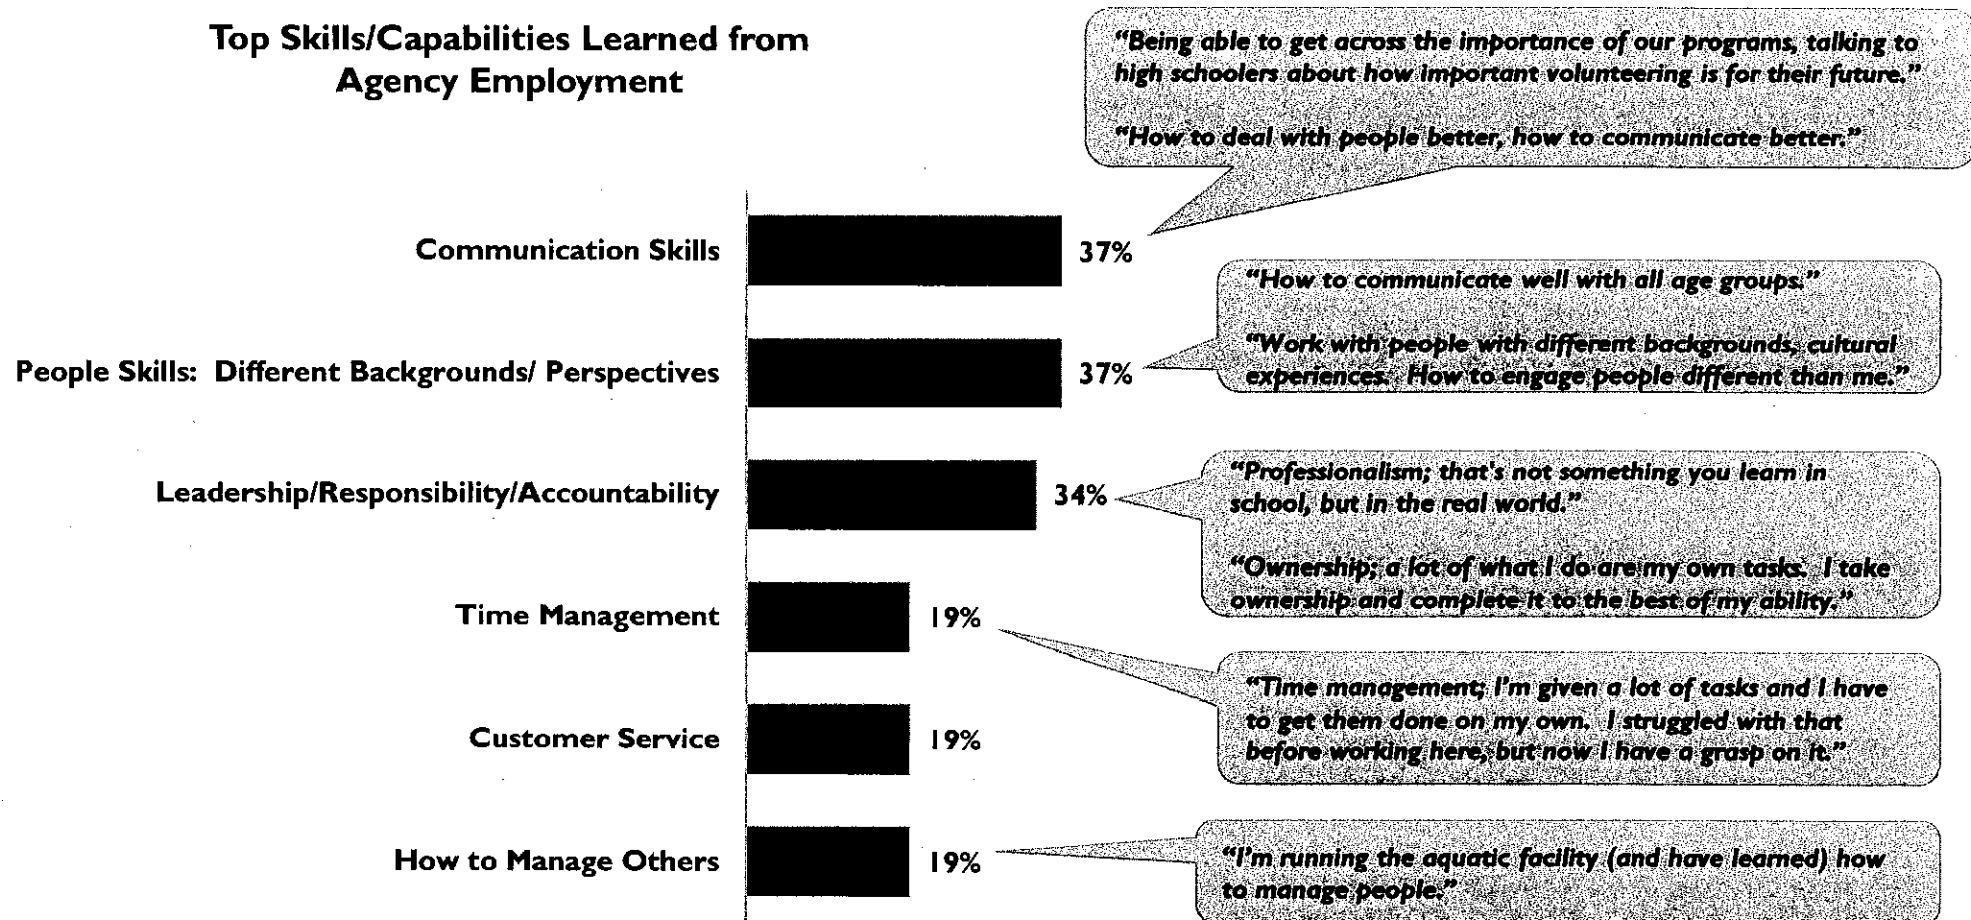 Top Skills/Capabilities Learned from
Agency Employment
“Being able to get across the importance of our programs, talking to
high schoolers about how important volunteering is for their future.”
“How to deal with people better, how to communicate better.”
Communication Skills
37%
“How to communicate well with all age groups.”
“Work with people with different backgrounds, cultural
experiences. How to engage people different than me.”
People Skills: Different Backgrounds/ Perspectives
37%
Leadership/Responsibility/Accountability
34%
“Professionalism; that's not something you learn in
school, but in the real world.”
“Ownership; a lot of what I do are my own tasks. I take
ownership and complete it to the best of my ability.”
Time Management
19%
“Time management; I'm given a lot of tasks and I have
to get them done on my own. I struggled with that
before working here, but now I have a grasp on it.”
Customer Service
19%
How to Manage Others
19%
“I'm running the aquatic facility (and have learned) how
to manage people.”